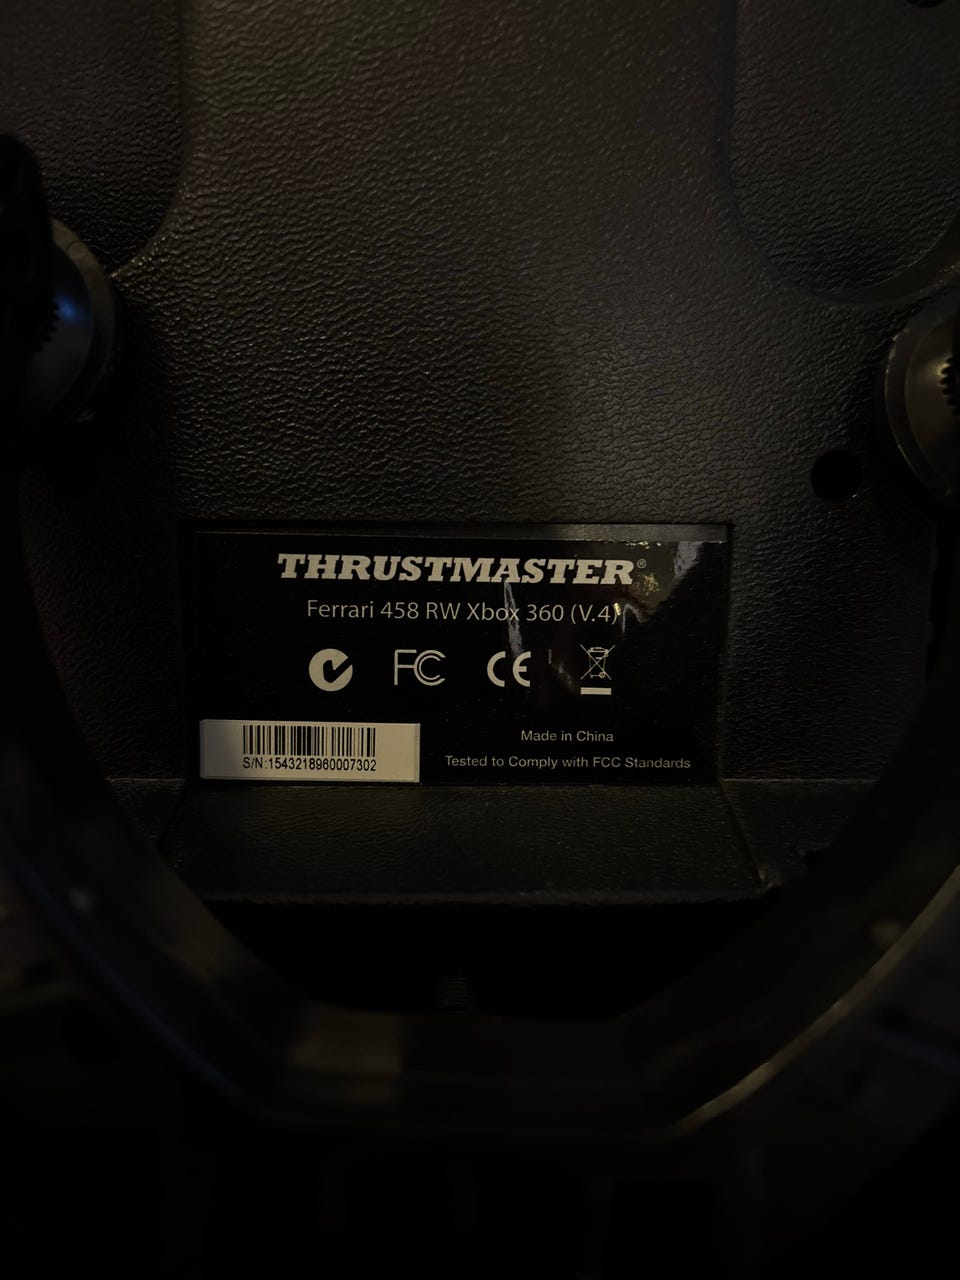 THRUSTMASTER®
Ferrari 458 RW Xbox 360 (V.4)
FC CE
Made in China
S/N:1543218960007302
Tested to Comply with FCC Standards